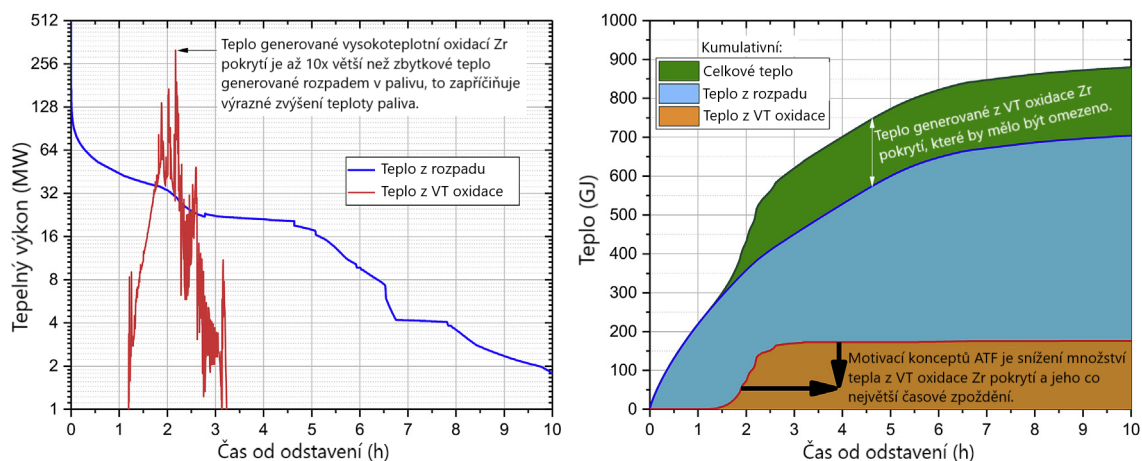 512
256
128
64
32
16
8
4
2
1
Tepelný výkon (MW)
Teplo generované vysokoteplotní oxidací Zr
pokrytí je až 10x větší než zbytkové teplo
generované rozpadem v palivu, to zapříčiňuje
výrazné zvýšení teploty paliva.
Teplo z rozpadu
Teplo z VT oxidace
0 1 2 3 4 5 6 7 8 9 10
Čas od odstavení (h)
1000
900
800
700
600
500
400
300
200
100
0
Teplo (GJ)
Kumulativní:
Celkové teplo
Teplo z rozpadu
Teplo z VT oxidace
Teplo generované z VT oxidace Zr
pokrytí, které by mělo být omezeno.
Motivací konceptů ATF je snížení množství
tepla z VT oxidace Zr pokrytí a jeho co
největší časové zpoždění.
0 1 2 3 4 5 6 7 8 9 10
Čas od odstavení (h)